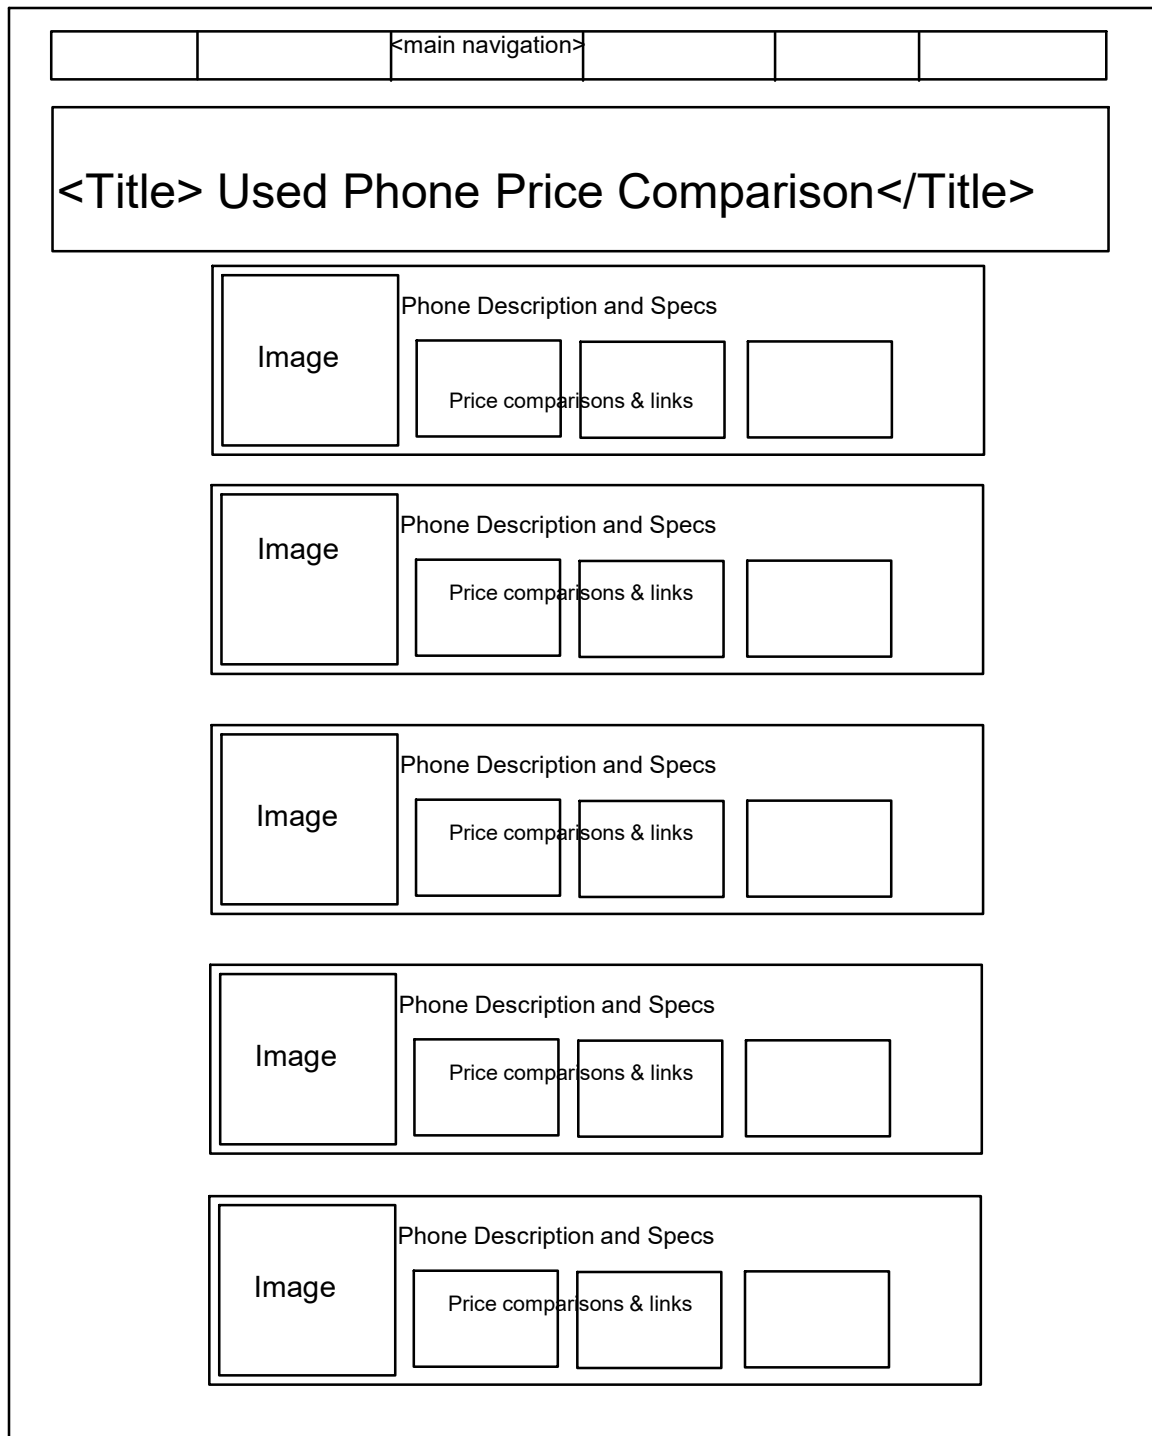 <main navigation>
<Title> Used Phone Price Comparison</Title>
Phone Description and Specs
Image
Price comparisons & links
Phone Description and Specs
Image
Price comparisons & links
Phone Description and Specs
Image
Price comparisons & links
Phone Description and Specs
Image
Price comparisons & links
Phone Description and Specs
Image
Price comparisons & links